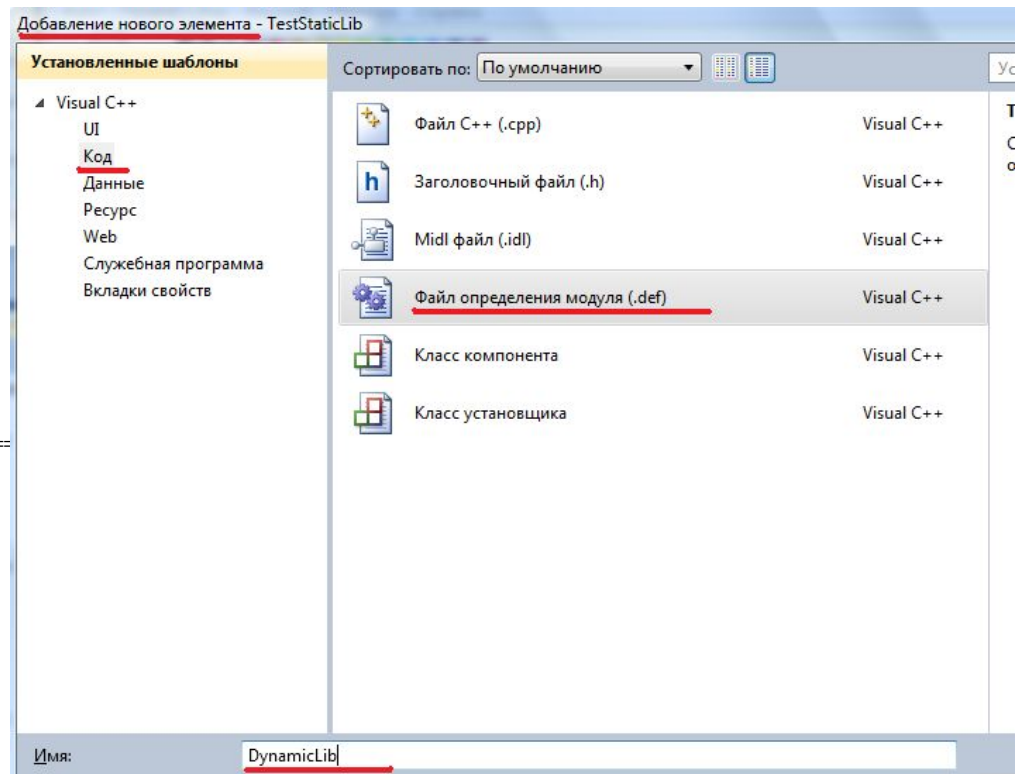 Добавление нового элемента - TestStaticLib
Установленные шаблоны
Сортировать по: По умолчанию
Visual C++
UI
Код
Данные
Ресурс
Web
Служебная программа
Вкладки свойств
Файл C++ (.cpp) Visual C++
Заголовочный файл (.h) Visual C++
Midl файл (.idl) Visual C++
Файл определения модуля (.def) Visual C++
Класс компонента Visual C++
Класс установщика Visual C++
Имя: DynamicLib